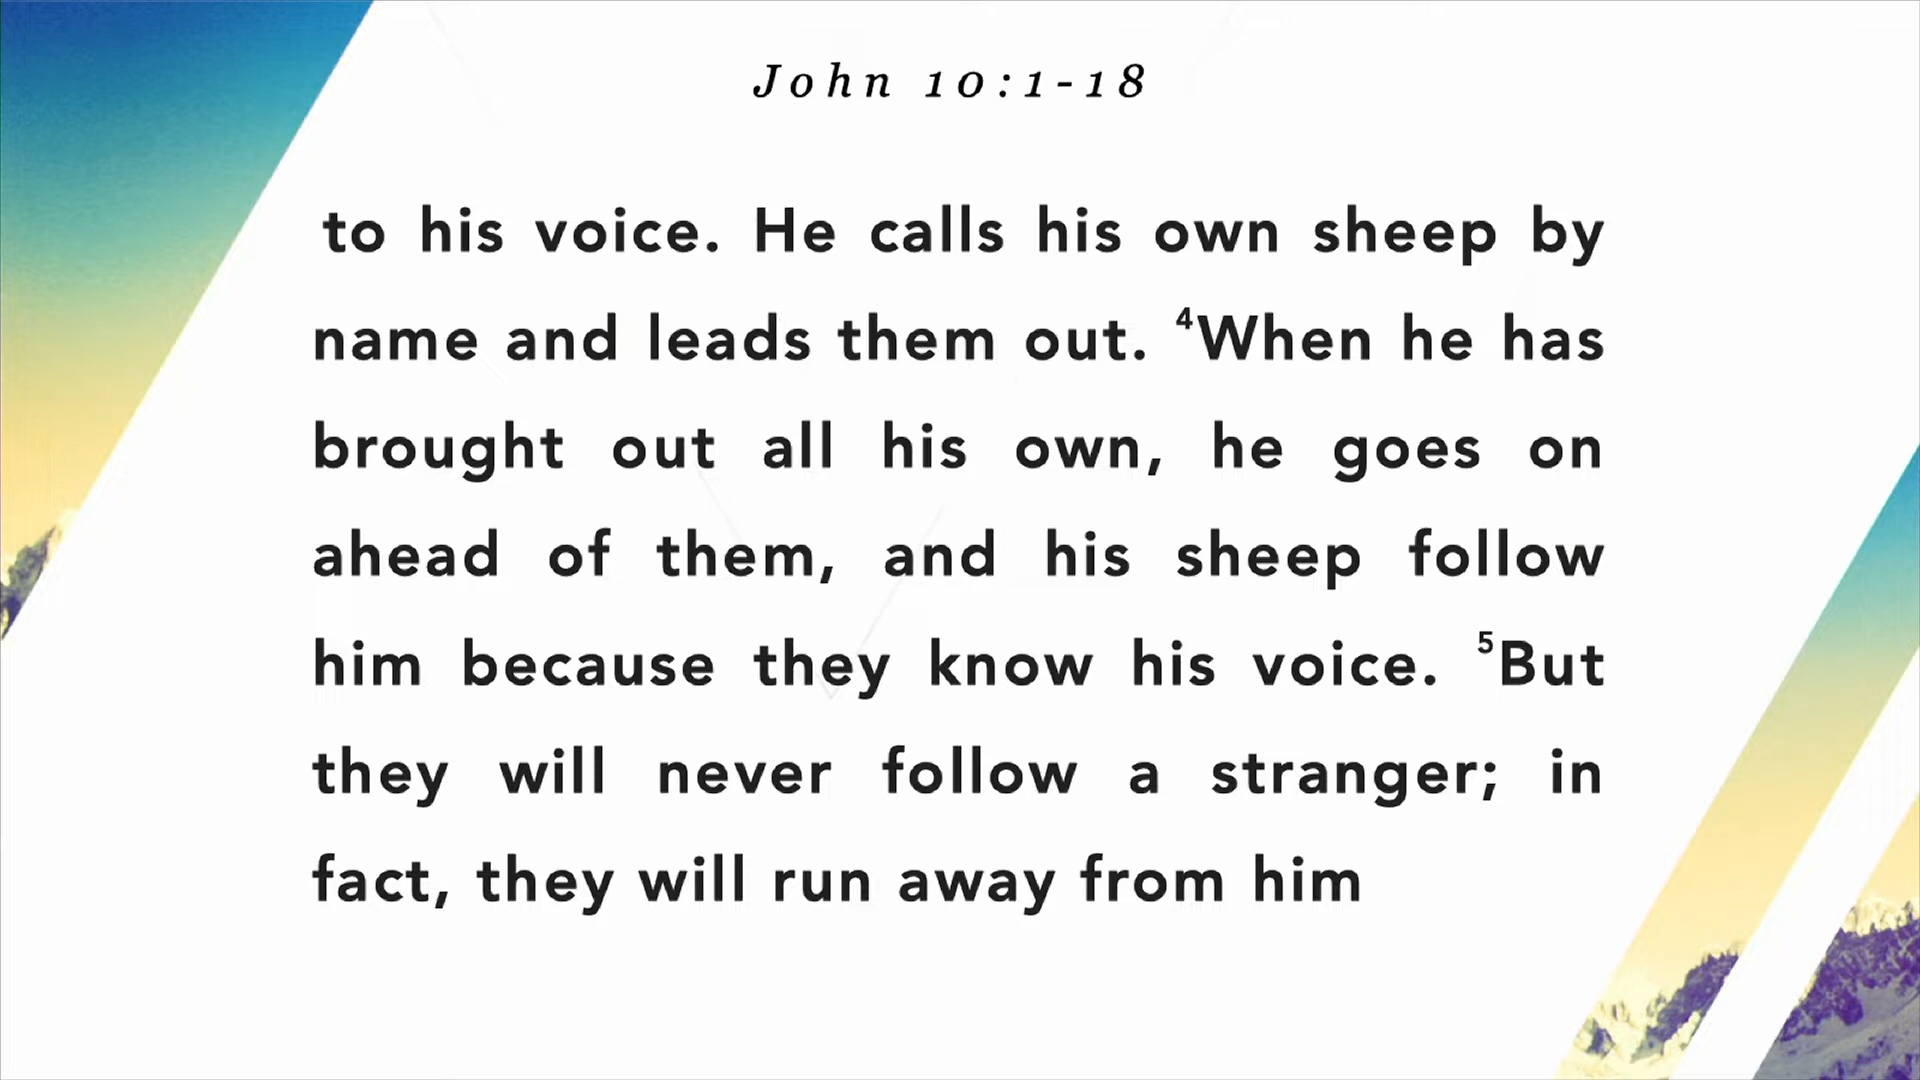 John 10:1-18
to his voice. He calls his own sheep by
name and leads them out. ⁴When he has
brought out all his own, he goes on
ahead of them, and his sheep follow
him because they know his voice. ⁵But
they will never follow a stranger; in
fact, they will run away from him